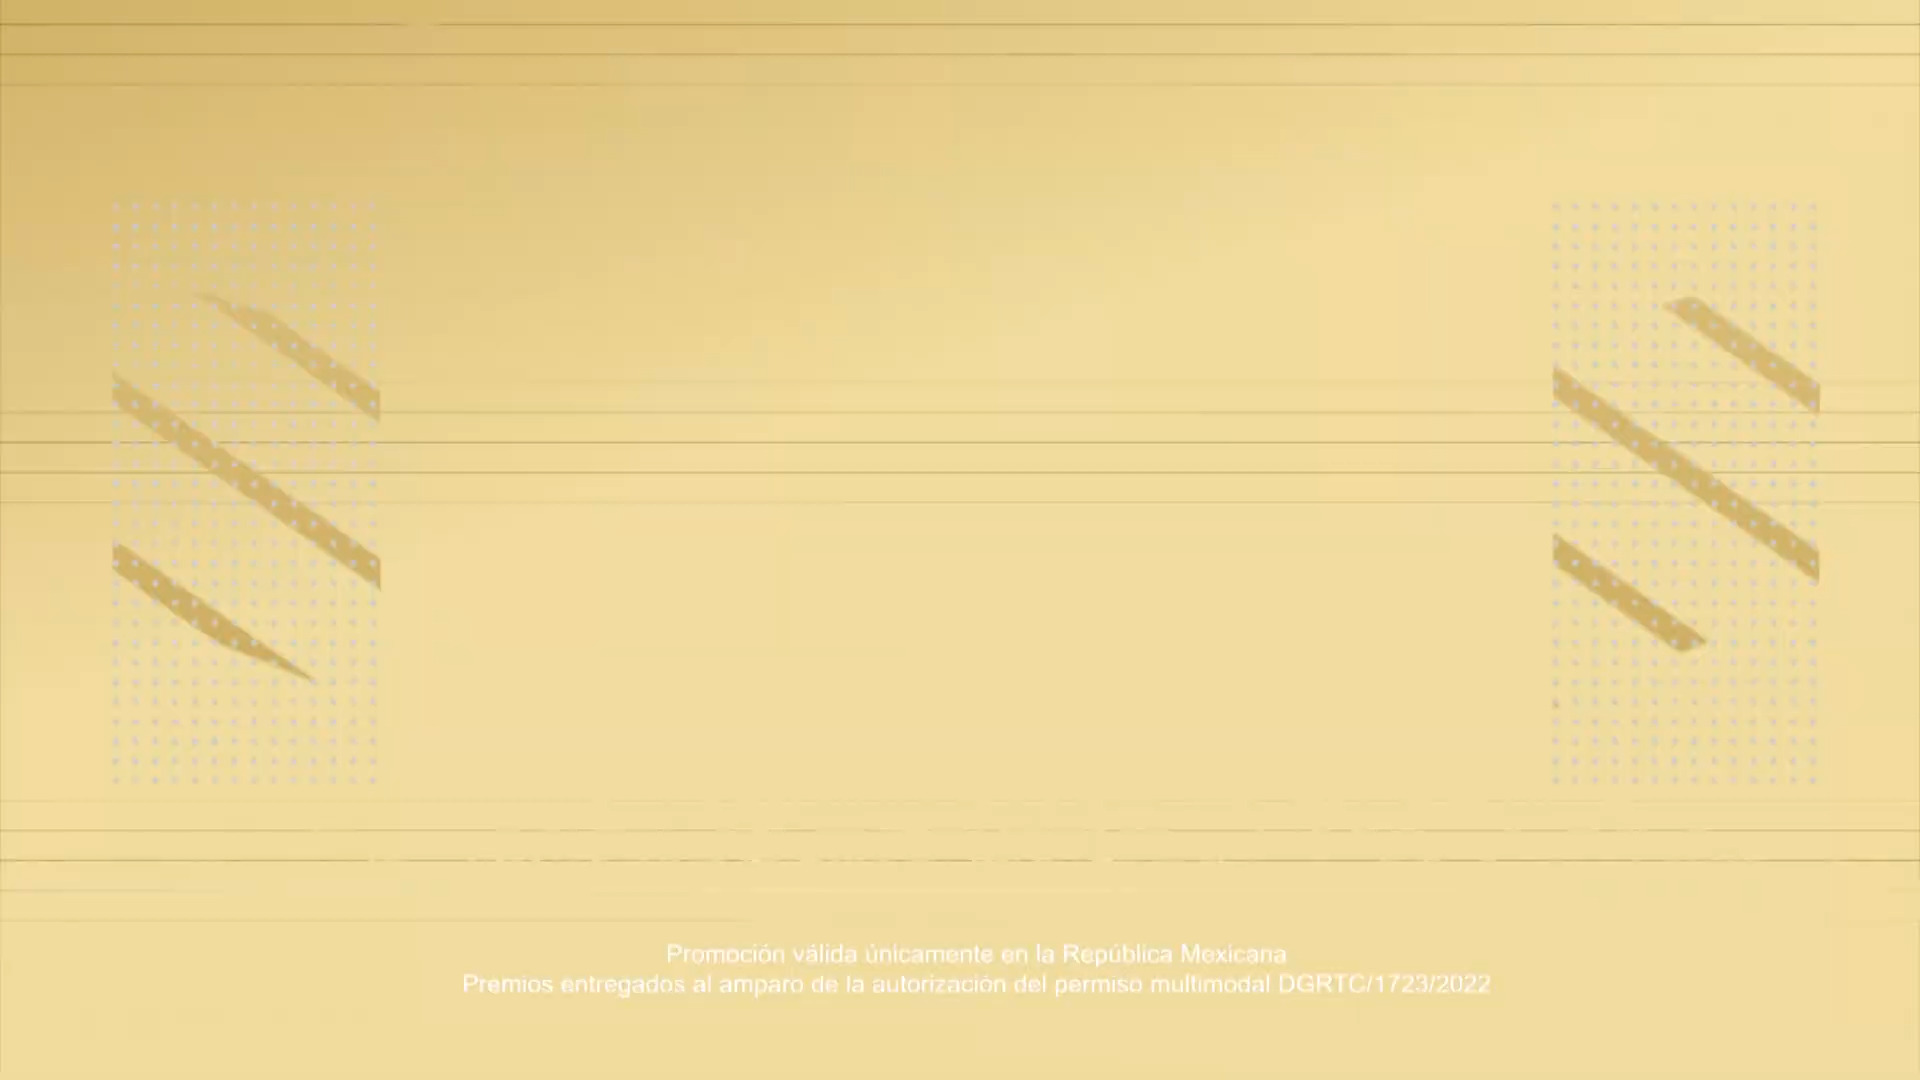 Promoción válida únicamente en la República Mexicana
Premios entregados al amparo de la autorización del permiso multimodal DGRTC/1723/2022